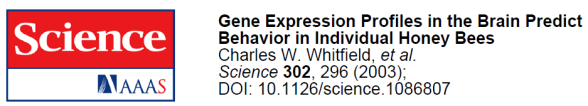 Science
AAAS
Gene Expression Profiles in the Brain Predict
Behavior in Individual Honey Bees
Charles W. Whitfield, et al.
Science 302, 296 (2003);
DOI: 10.1126/science.1086807